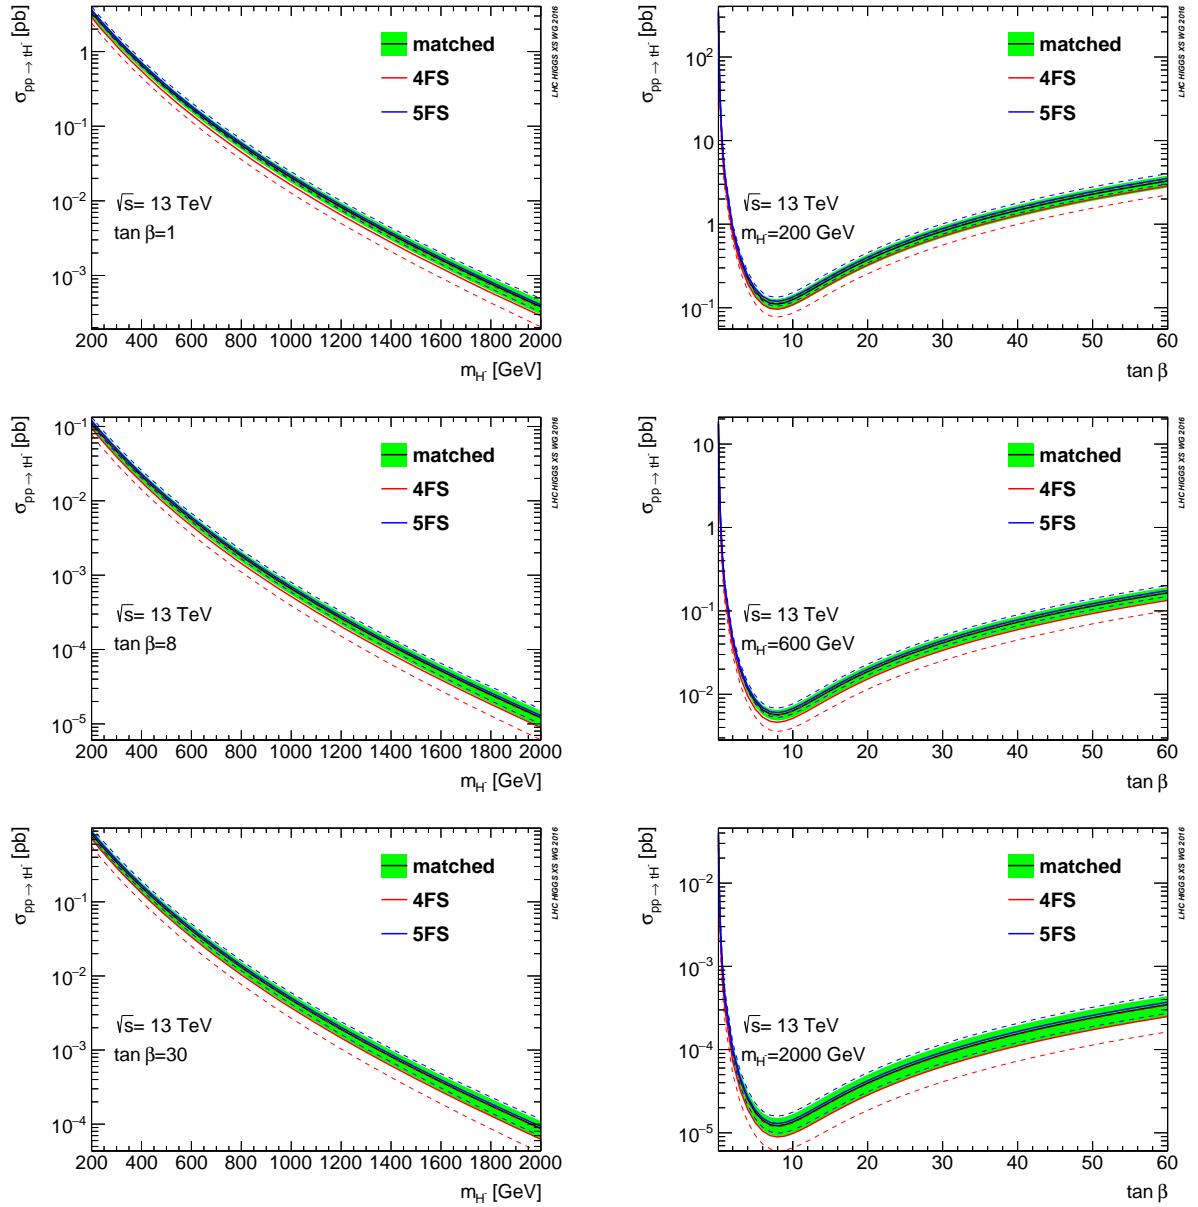 σpp → tH- [pb]
1
10−1
10−2
10−3
matched
4FS
5FS
√s= 13 TeV
tan β=1
200 400 600 800 1000 1200 1400 1600 1800 2000
mH- [GeV]
LHC HIGGS XS WG 2016
σpp → tH- [pb]
102
10
1
10−1
matched
4FS
5FS
√s= 13 TeV
mH-=200 GeV
10 20 30 40 50 60
tan β
LHC HIGGS XS WG 2016
σpp → tH- [pb]
10−1
10−2
10−3
10−4
10−5
matched
4FS
5FS
√s= 13 TeV
tan β=8
200 400 600 800 1000 1200 1400 1600 1800 2000
mH- [GeV]
LHC HIGGS XS WG 2016
σpp → tH- [pb]
10
1
10−1
10−2
matched
4FS
5FS
√s= 13 TeV
mH-=600 GeV
10 20 30 40 50 60
tan β
LHC HIGGS XS WG 2016
σpp → tH- [pb]
10−1
10−2
10−3
10−4
matched
4FS
5FS
√s= 13 TeV
tan β=30
200 400 600 800 1000 1200 1400 1600 1800 2000
mH- [GeV]
LHC HIGGS XS WG 2016
σpp → tH- [pb]
10−2
10−3
10−4
10−5
matched
4FS
5FS
√s= 13 TeV
mH-=2000 GeV
10 20 30 40 50 60
tan β
LHC HIGGS XS WG 2016